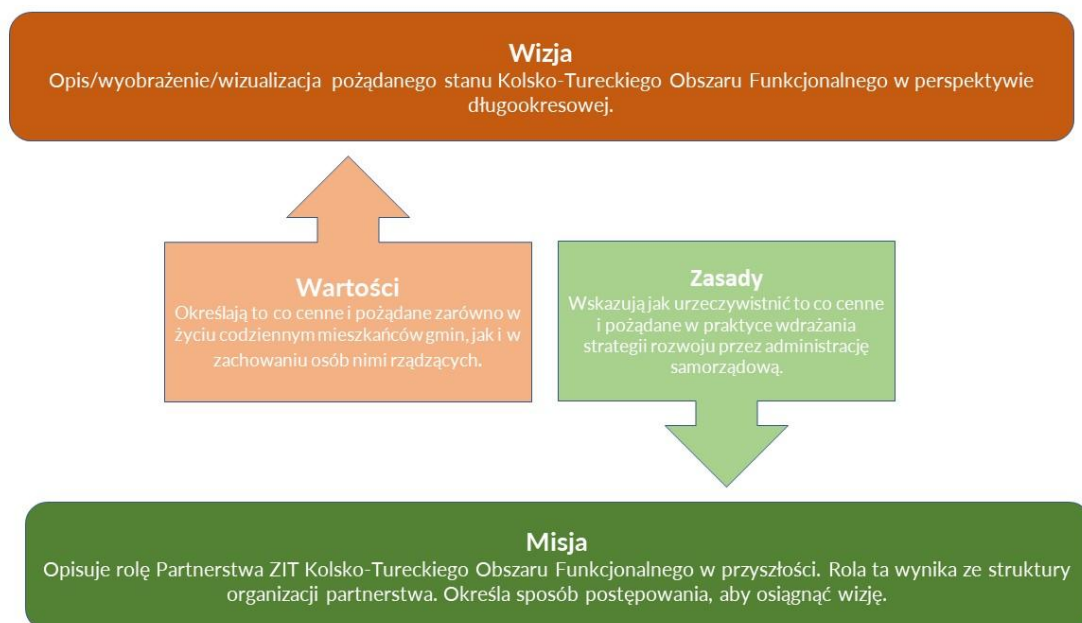 Wizja
Opis/wyobrażenie/wizualizacja pożądanego stanu Kolsko-Tureckiego Obszaru Funkcjonalnego w perspektywie
długookresowej.
Wartości
Określają to co cenne i pożądane zarówno w
życiu codziennym mieszkańców gmin, jak i w
zachowaniu osób nimi rządzących.
Zasady
Wskazują jak urzeczywistnić to co cenne
i pożądane w praktyce wdrażania
strategii rozwoju przez administrację
samorządową.
Misja
Opisuje rolę Partnerstwa ZIT Kolsko-Tureckiego Obszaru Funkcjonalnego w przyszłości. Rola ta wynika ze struktury
organizacji partnerstwa. Określa sposób postępowania, aby osiągnąć wizję.